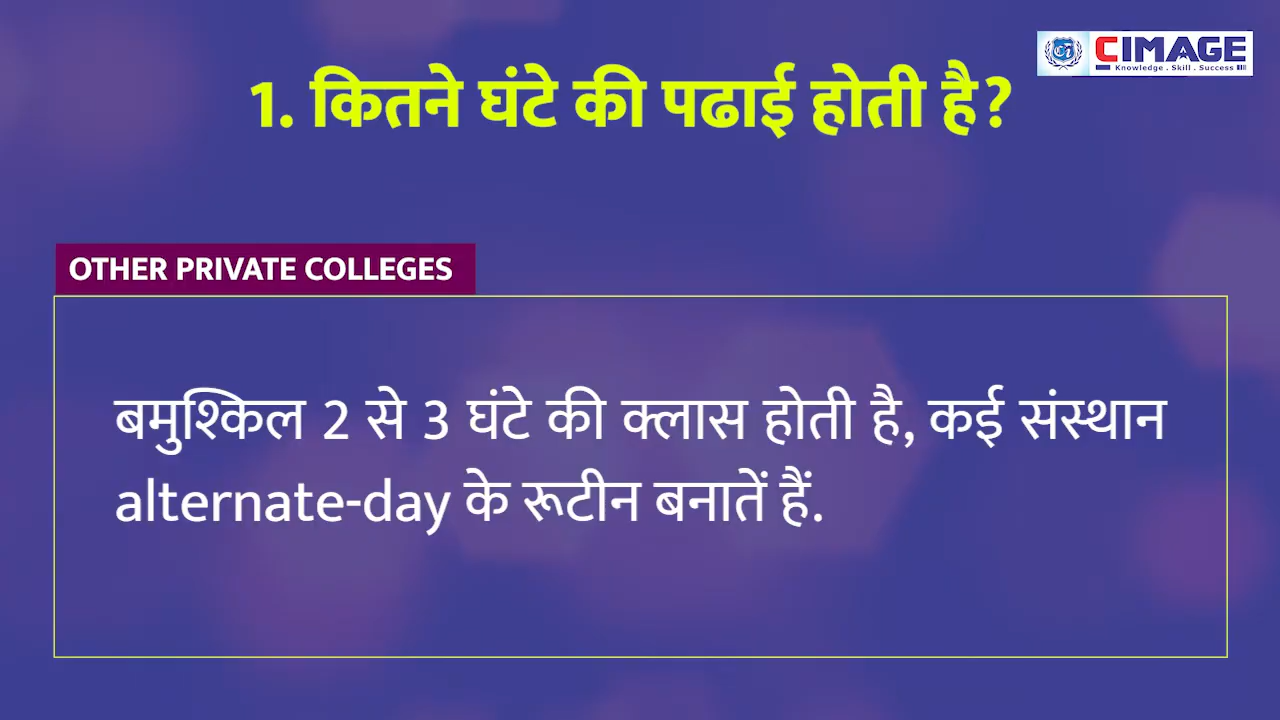 CIMAGE
Knowledge . Skill . Success
1. कितने घंटे की पढाई होती है?
OTHER PRIVATE COLLEGES
बमुश्किल 2 से 3 घंटे की क्लास होती है, कई संस्थान
alternate-day के रूटीन बनातें हैं.